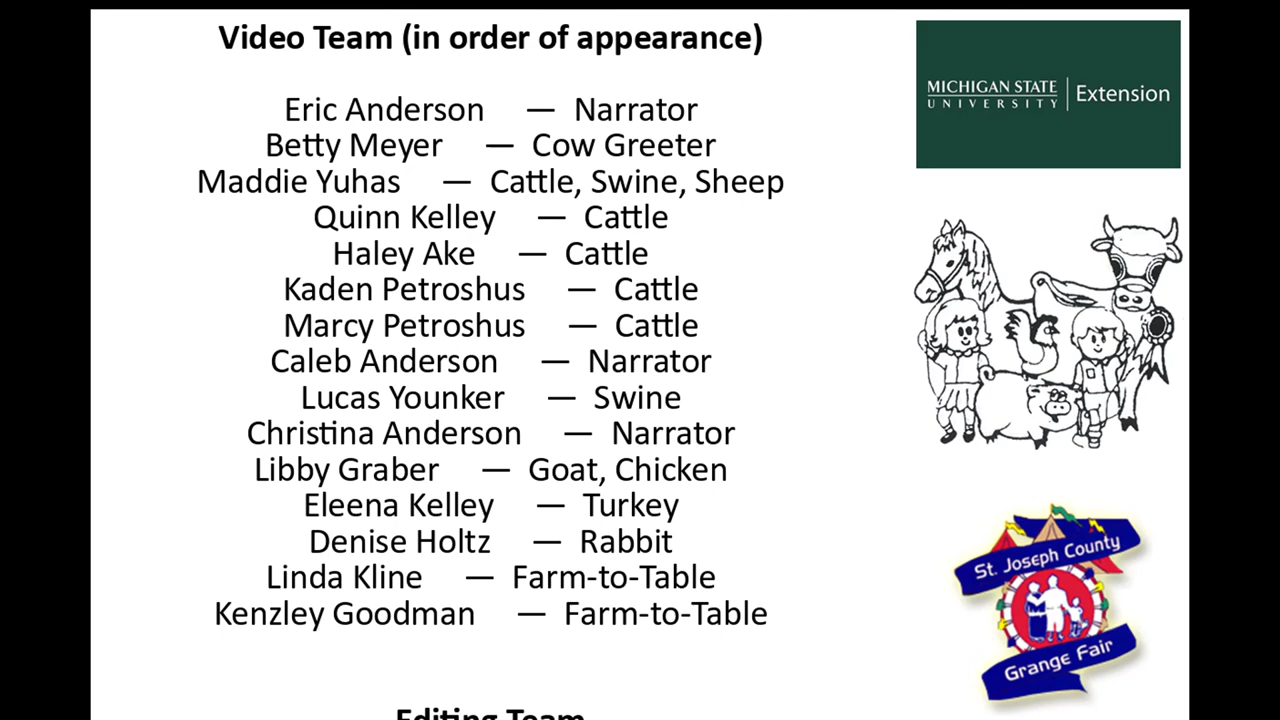 Video Team (in order of appearance)
Eric Anderson — Narrator
Betty Meyer — Cow Greeter
Maddie Yuhas — Cattle, Swine, Sheep
Quinn Kelley — Cattle
Haley Ake — Cattle
Kaden Petroshus — Cattle
Marcy Petroshus — Cattle
Caleb Anderson — Narrator
Lucas Younker — Swine
Christina Anderson — Narrator
Libby Graber — Goat, Chicken
Eleena Kelley — Turkey
Denise Holtz — Rabbit
Linda Kline — Farm-to-Table
Kenzley Goodman — Farm-to-Table
Editing Team
MICHIGAN STATE
UNIVERSITY
Extension
St. Joseph County
Grange Fair